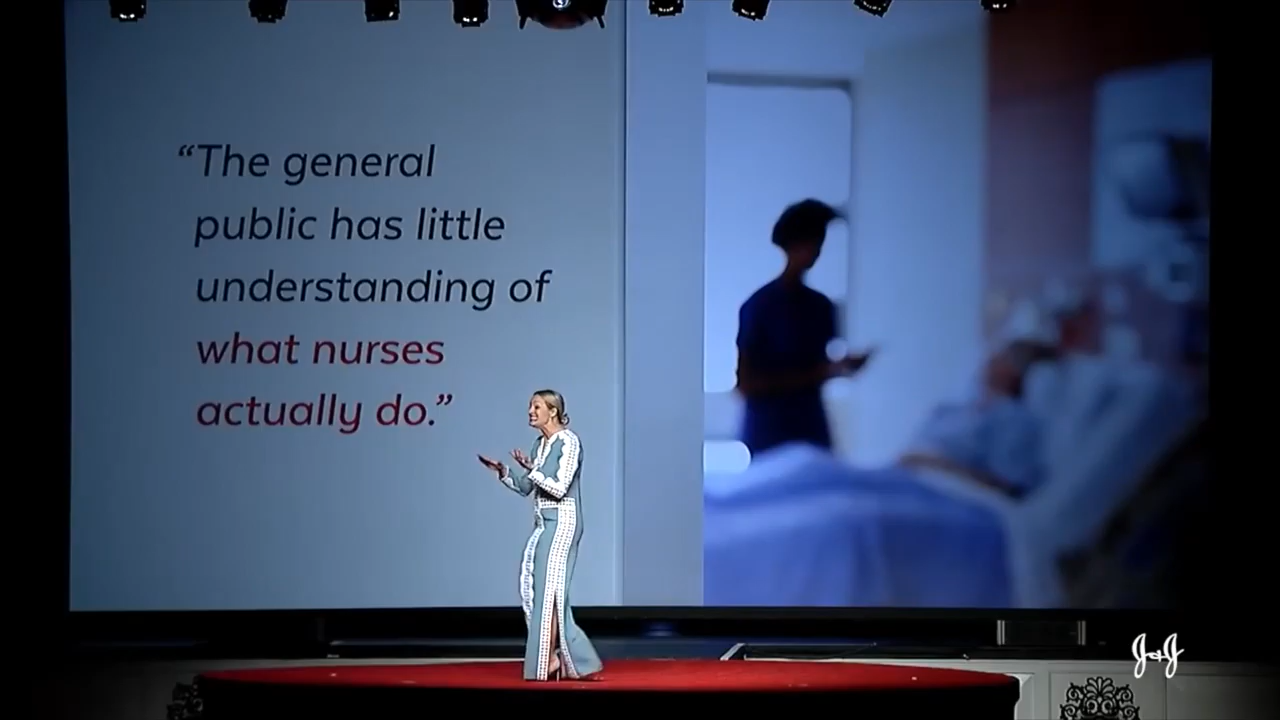 “The general
public has little
understanding of
what nurses
actually do.”
J&J